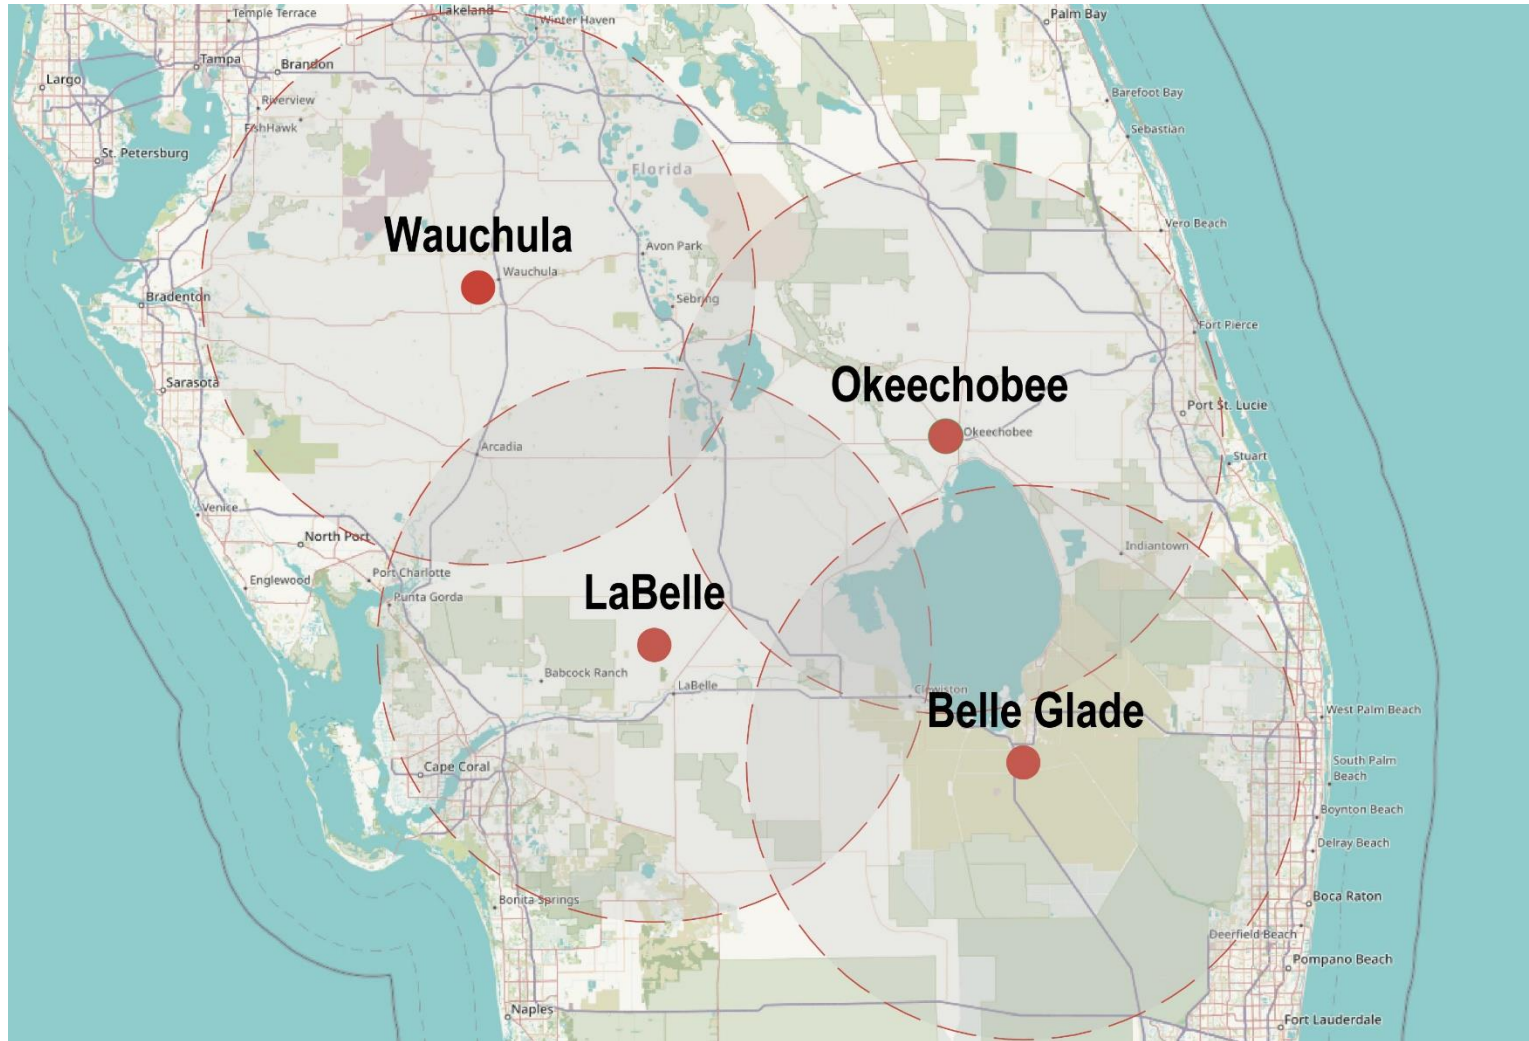 Temple Terrace
Lakeland
Winter Haven
Palm Bay
Tampa
Brandon
Largo
Riverview
FishHawk
Barefoot Bay
Sebastian
St. Petersburg
Florida
Wauchula
Avon Park
Vero Beach
Wauchula
Bradenton
Sebring
Fort Pierce
Sarasota
Okeechobee
Port St. Lucie
Okeechobee
Arcadia
Stuart
Venice
North Port
Indiantown
Englewood
Port Charlotte
Punta Gorda
LaBelle
Babcock Ranch
LaBelle
Clewiston
Belle Glade
West Palm Beach
Cape Coral
South Palm
Beach
Boynton Beach
Delray Beach
Bonita Springs
Boca Raton
Deerfield Beach
Pompano Beach
Naples
Fort Lauderdale